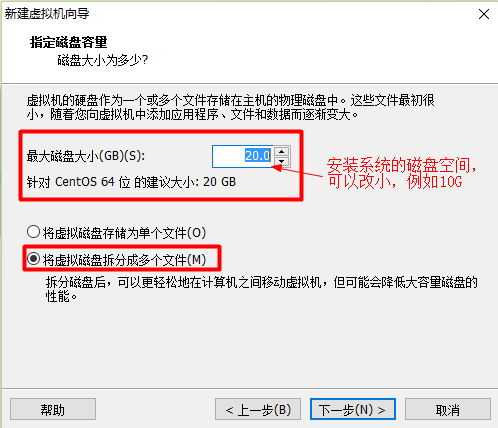 新建虚拟机向导
指定磁盘容量
磁盘大小为多少?
虚拟机的硬盘作为一个或多个文件存储在主机的物理磁盘中。这些文件最初很
小，随着您向虚拟机中添加应用程序、文件和数据而逐渐变大。
最大磁盘大小(GB)(S): 20.0
针对 CentOS 64 位 的建议大小: 20 GB
安装系统的磁盘空间，
可以改小，例如10G
将虚拟磁盘存储为单个文件(O)
将虚拟磁盘拆分成多个文件(M)
拆分磁盘后，可以更轻松地在计算机之间移动虚拟机，但可能会降低大容量磁盘的
性能。
帮助 < 上一步(B) 下一步(N) > 取消